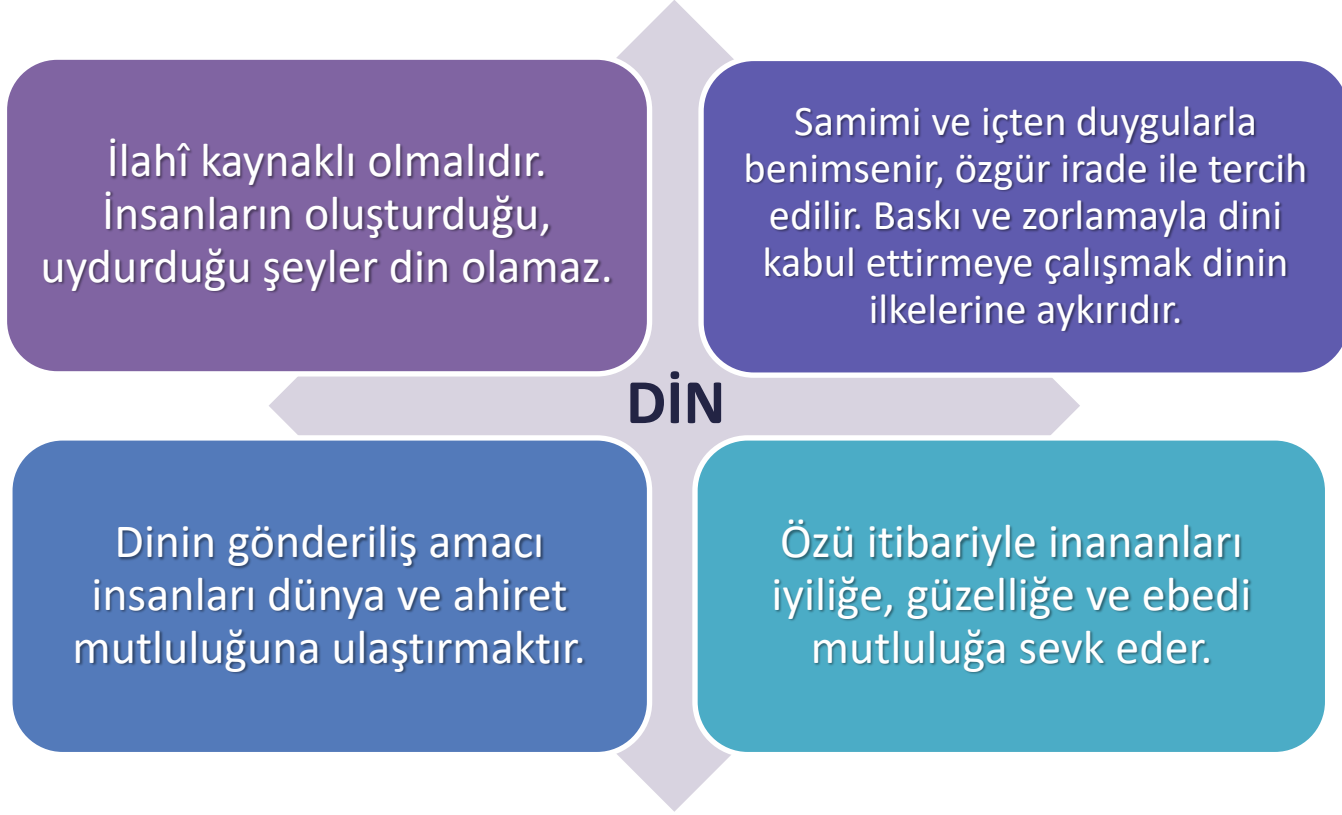 İlahî kaynaklı olmalıdır.
İnsanların oluşturduğu,
uydurduğu şeyler din olamaz.
Samimi ve içten duygularla
benimsenir, özgür irade ile tercih
edilir. Baskı ve zorlamayla dini
kabul ettirmeye çalışmak dinin
ilkelerine aykırıdır.
DİN
Dinin gönderiliş amacı
insanları dünya ve ahiret
mutluluğuna ulaştırmaktır.
Özü itibariyle inananları
iyiliğe, güzelliğe ve ebedi
mutluluğa sevk eder.